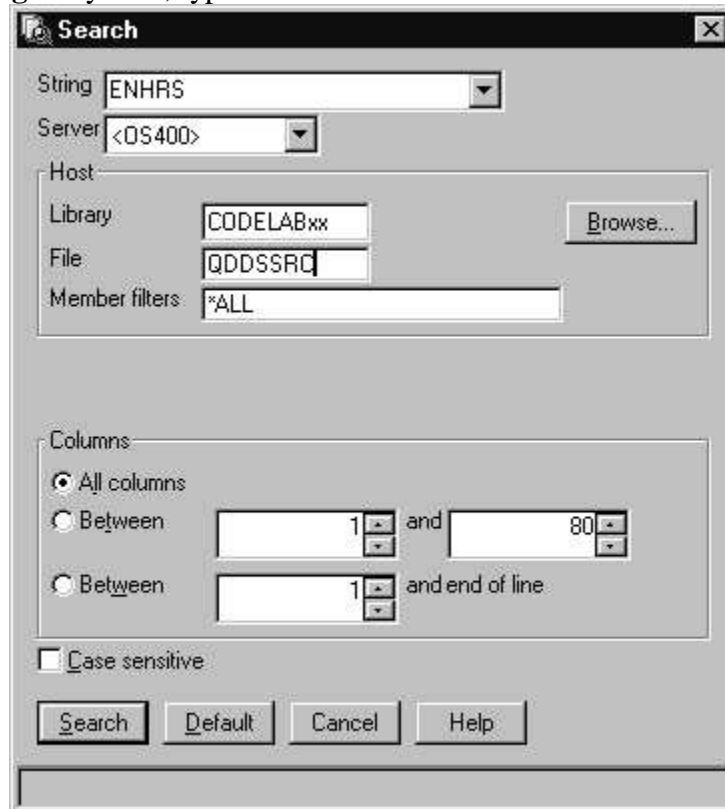 Search
String ENHRS
Server <OS400>
Host
Library CODELABxx Browse...
File QDDSSRC
Member filters *ALL
Columns
All columns
Between 1 and 80
Between 1 and end of line
Case sensitive
Search Default Cancel Help